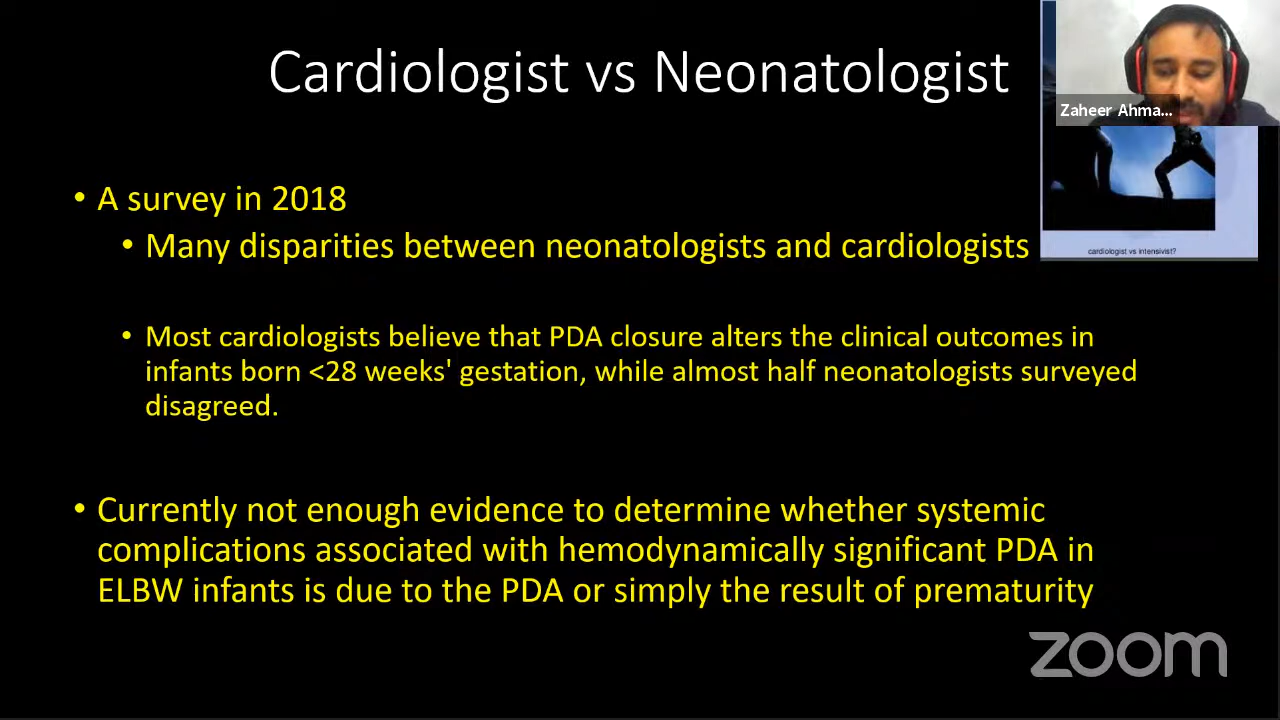 Cardiologist vs Neonatologist
Zaheer Ahma...
• A survey in 2018
• Many disparities between neonatologists and cardiologists
cardiologist vs intensivist?
• Most cardiologists believe that PDA closure alters the clinical outcomes in
infants born <28 weeks' gestation, while almost half neonatologists surveyed
disagreed.
• Currently not enough evidence to determine whether systemic
complications associated with hemodynamically significant PDA in
ELBW infants is due to the PDA or simply the result of prematurity
zoom